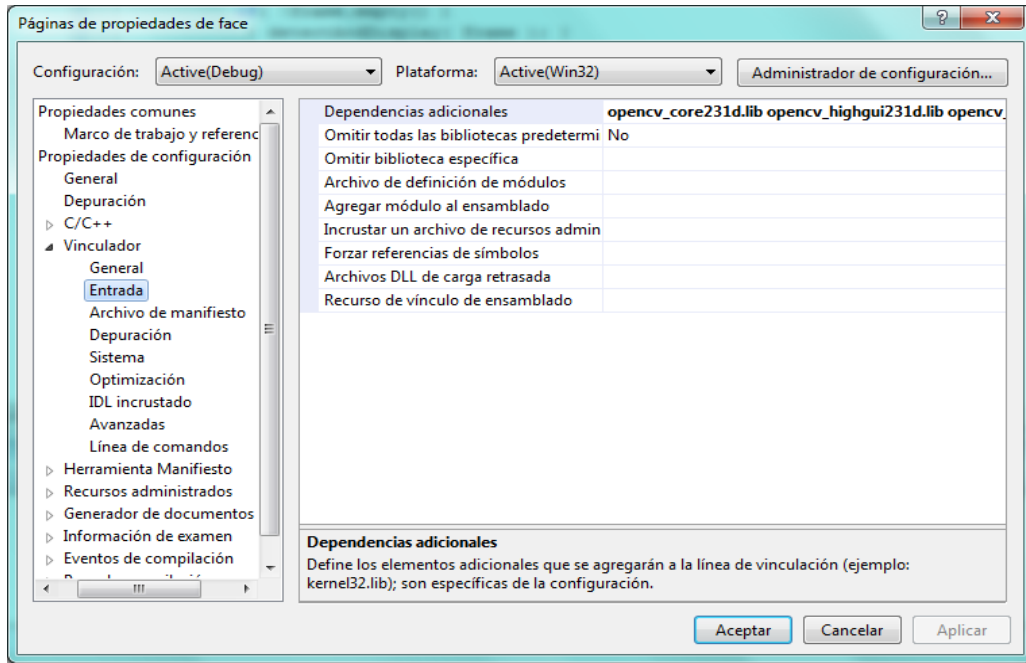 Páginas de propiedades de face
Configuración: Active(Debug) Plataforma: Active(Win32) Administrador de configuración...
Propiedades comunes
Marco de trabajo y referenc
Propiedades de configuración
General
Depuración
C/C++
Vinculador
General
Entrada
Archivo de manifiesto
Depuración
Sistema
Optimización
IDL incrustado
Avanzadas
Línea de comandos
Herramienta Manifiesto
Recursos administrados
Generador de documentos
Información de examen
Eventos de compilación
Dependencias adicionales opencv_core231d.lib opencv_highgui231d.lib opencv_
Omitir todas las bibliotecas predetermi No
Omitir biblioteca específica
Archivo de definición de módulos
Agregar módulo al ensamblado
Incrustar un archivo de recursos admin
Forzar referencias de símbolos
Archivos DLL de carga retrasada
Recurso de vínculo de ensamblado
Dependencias adicionales
Define los elementos adicionales que se agregarán a la línea de vinculación (ejemplo:
kernel32.lib); son específicas de la configuración.
Aceptar Cancelar Aplicar